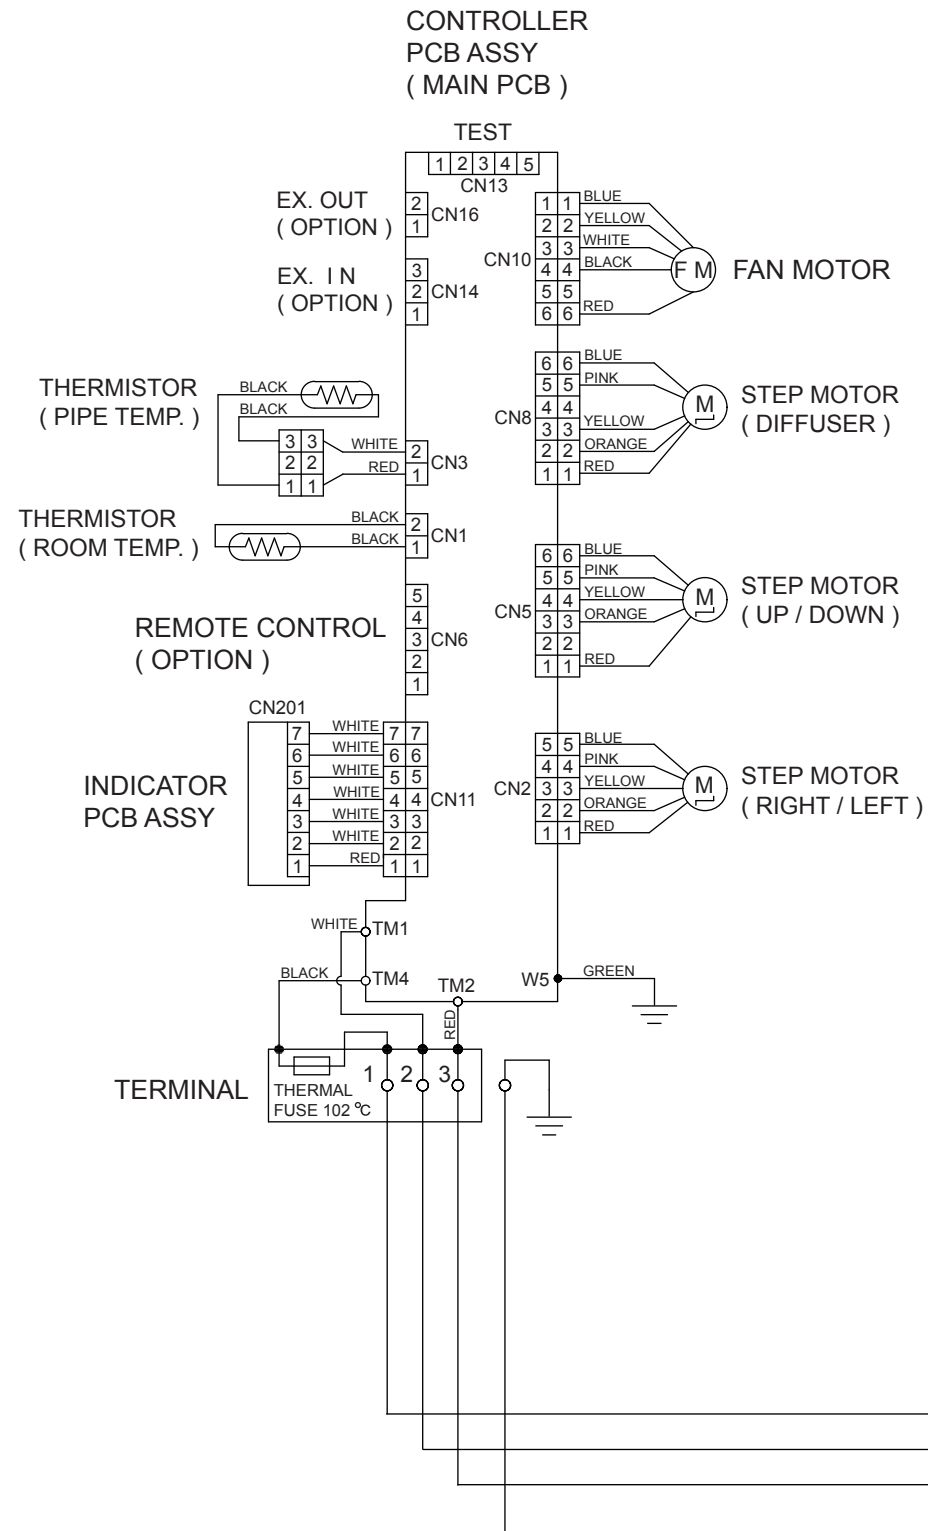 CONTROLLER
PCB ASSY
( MAIN PCB )
TEST
1 2 3 4 5
CN13
EX. OUT
( OPTION )
2
1
CN16
EX. I N
( OPTION )
3
2
1
CN14
THERMISTOR
( PIPE TEMP. )
BLACK
BLACK
3 3
2 2
1 1
WHITE
RED
2
1
CN3
THERMISTOR
( ROOM TEMP. )
BLACK
BLACK
2
1
CN1
REMOTE CONTROL
( OPTION )
5
4
3
2
1
CN6
CN201
INDICATOR
PCB ASSY
7 WHITE 7 7
6 WHITE 6 6
5 WHITE 5 5
4 WHITE 4 4
3 WHITE 3 3
2 WHITE 2 2
1 RED 1 1
CN11
CN10
1 1 BLUE
2 2 YELLOW
3 3 WHITE
4 4 BLACK
5 5
6 6 RED
F M
FAN MOTOR
CN8
6 6 BLUE
5 5 PINK
4 4
3 3 YELLOW
2 2 ORANGE
1 1 RED
M
STEP MOTOR
( DIFFUSER )
CN5
6 6 BLUE
5 5 PINK
4 4 YELLOW
3 3 ORANGE
2 2
1 1 RED
M
STEP MOTOR
( UP / DOWN )
CN2
5 5 BLUE
4 4 PINK
3 3 YELLOW
2 2 ORANGE
1 1 RED
M
STEP MOTOR
( RIGHT / LEFT )
WHITE TM1
BLACK TM4
TM2
RED
W5 GREEN
TERMINAL
THERMAL
FUSE 102 °C
1 2 3